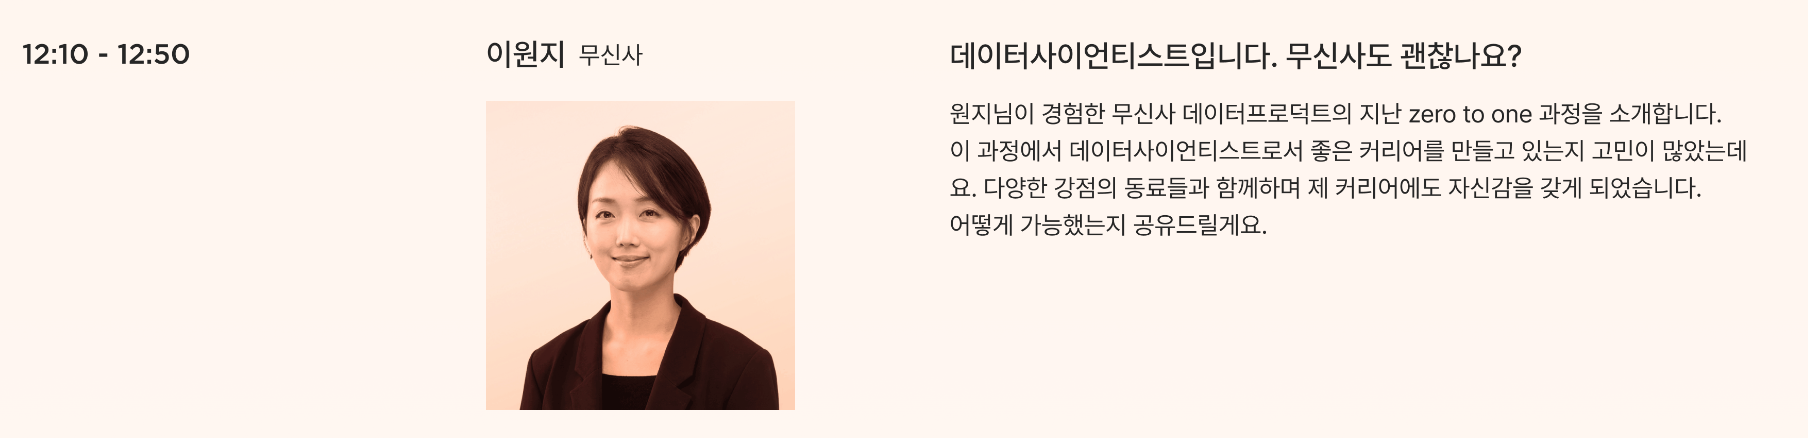 12:10 - 12:50
이원지 무신사
데이터사이언티스트입니다. 무신사도 괜찮나요?
원지님이 경험한 무신사 데이터프로덕트의 지난 zero to one 과정을 소개합니다.
이 과정에서 데이터사이언티스트로서 좋은 커리어를 만들고 있는지 고민이 많았는데
요. 다양한 강점의 동료들과 함께하며 제 커리어에도 자신감을 갖게 되었습니다.
어떻게 가능했는지 공유드릴게요.